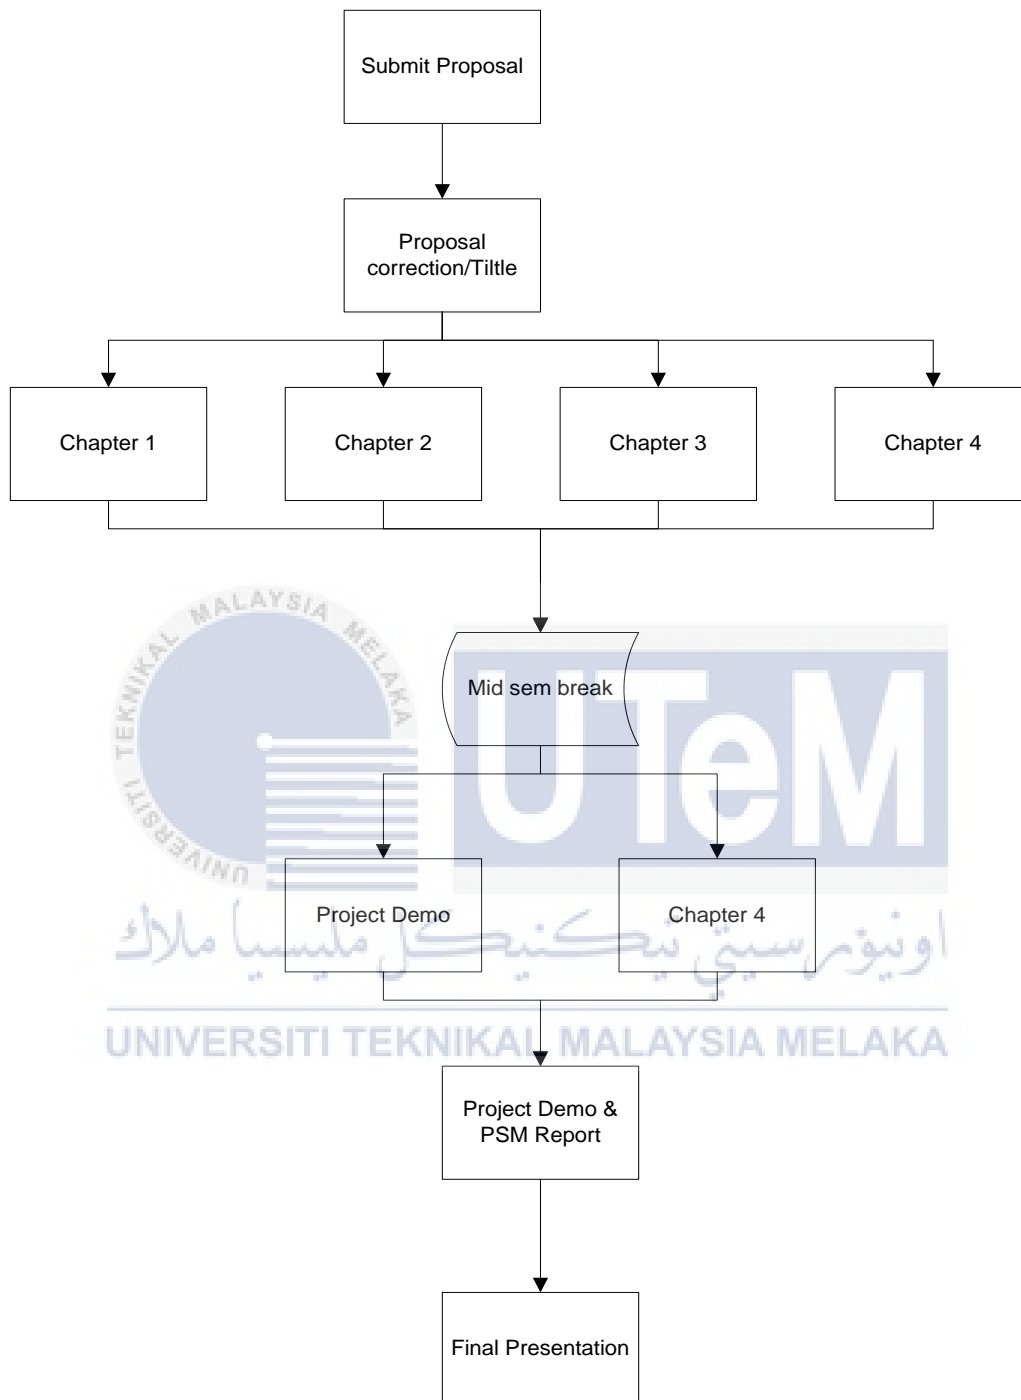 Submit Proposal
Proposal
correction/Tiltle
Chapter 1
Chapter 2
Chapter 3
Chapter 4
UNIVERSITI TEKNIKAL MALAYSIA MELAKA
UTeM
Mid sem break
Project Demo
Chapter 4
اونيۏرسيتي تيكنيكل مليسيا ملاك
UNIVERSITI TEKNIKAL MALAYSIA MELAKA
Project Demo &
PSM Report
Final Presentation